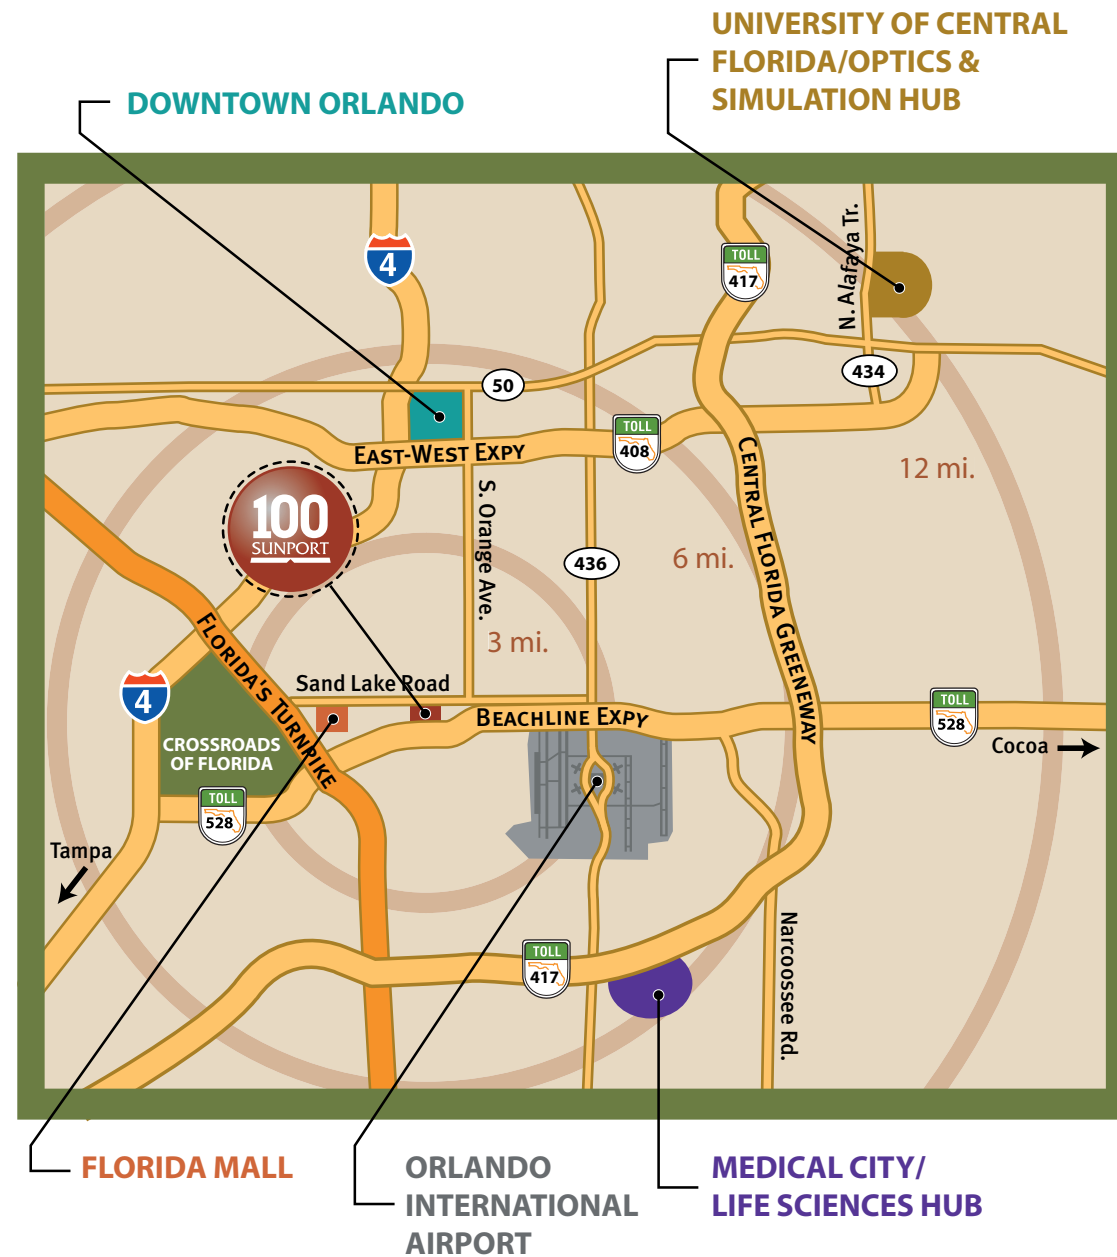 UNIVERSITY OF CENTRAL
FLORIDA/OPTICS &
SIMULATION HUB
DOWNTOWN ORLANDO
4
TOLL
417
N. Alafaya Tr.
434
50
TOLL
408
EAST-WEST EXPY
12 mi.
100
SUNPORT
S. Orange Ave.
436
6 mi.
CENTRAL FLORIDA GREENEWAY
3 mi.
FLORIDA'S TURNPIKE
Sand Lake Road
4
BEACHLINE EXPY
TOLL
528
Cocoa
CROSSROADS
OF FLORIDA
TOLL
528
Tampa
Narcoossee Rd.
TOLL
417
FLORIDA MALL
ORLANDO
INTERNATIONAL
AIRPORT
MEDICAL CITY/
LIFE SCIENCES HUB